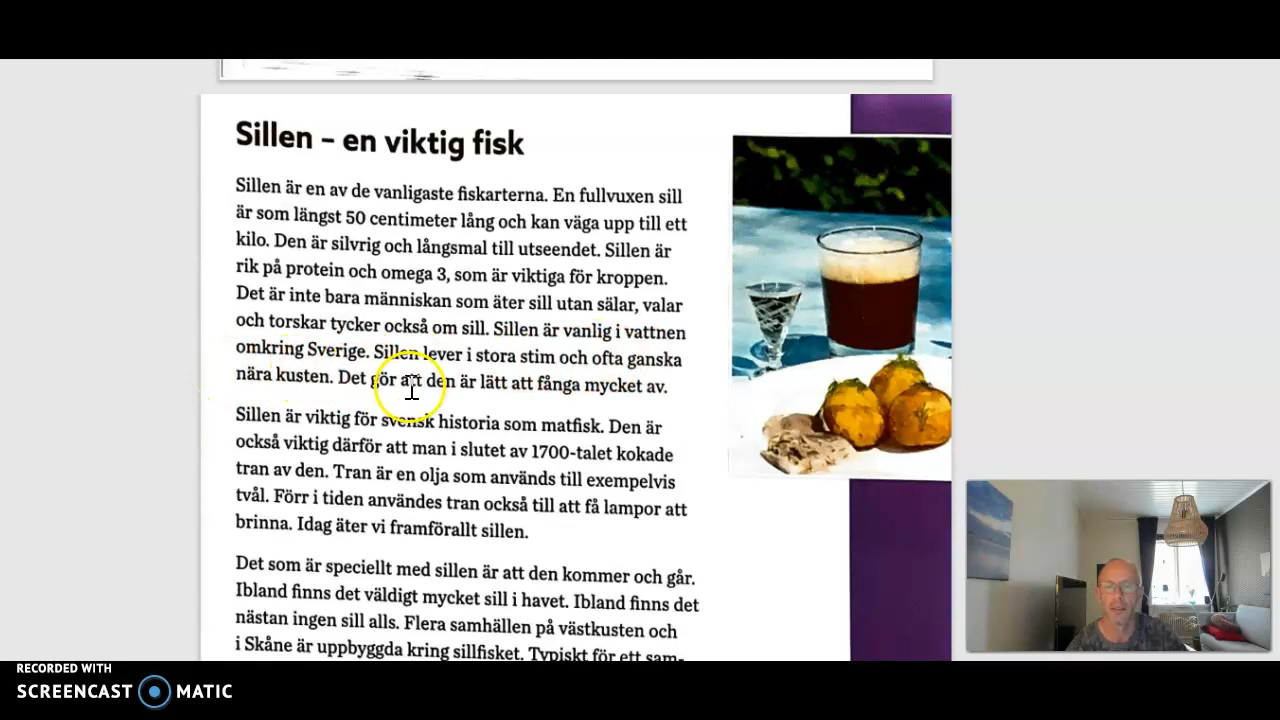 Sillen – en viktig fisk
Sillen är en av de vanligaste fiskarterna. En fullvuxen sill
är som längst 50 centimeter lång och kan väga upp till ett
kilo. Den är silvrig och långsmal till utseendet. Sillen är
rik på protein och omega 3, som är viktiga för kroppen.
Det är inte bara människan som äter sill utan sälar, valar
och torskar tycker också om sill. Sillen är vanlig i vattnen
omkring Sverige. Sillen lever i stora stim och ofta ganska
nära kusten. Det gör att den är lätt att fånga mycket av.
Sillen är viktig för svensk historia som matfisk. Den är
också viktig därför att man i slutet av 1700-talet kokade
tran av den. Tran är en olja som används till exempelvis
tvål. Förr i tiden användes tran också till att få lampor att
brinna. Idag äter vi framförallt sillen.
Det som är speciellt med sillen är att den kommer och går.
Ibland finns det väldigt mycket sill i havet. Ibland finns det
nästan ingen sill alls. Flera samhällen på västkusten och
i Skåne är uppbyggda kring sillfisket. Typiskt för ett sam-
RECORDED WITH
SCREENCAST MATIC